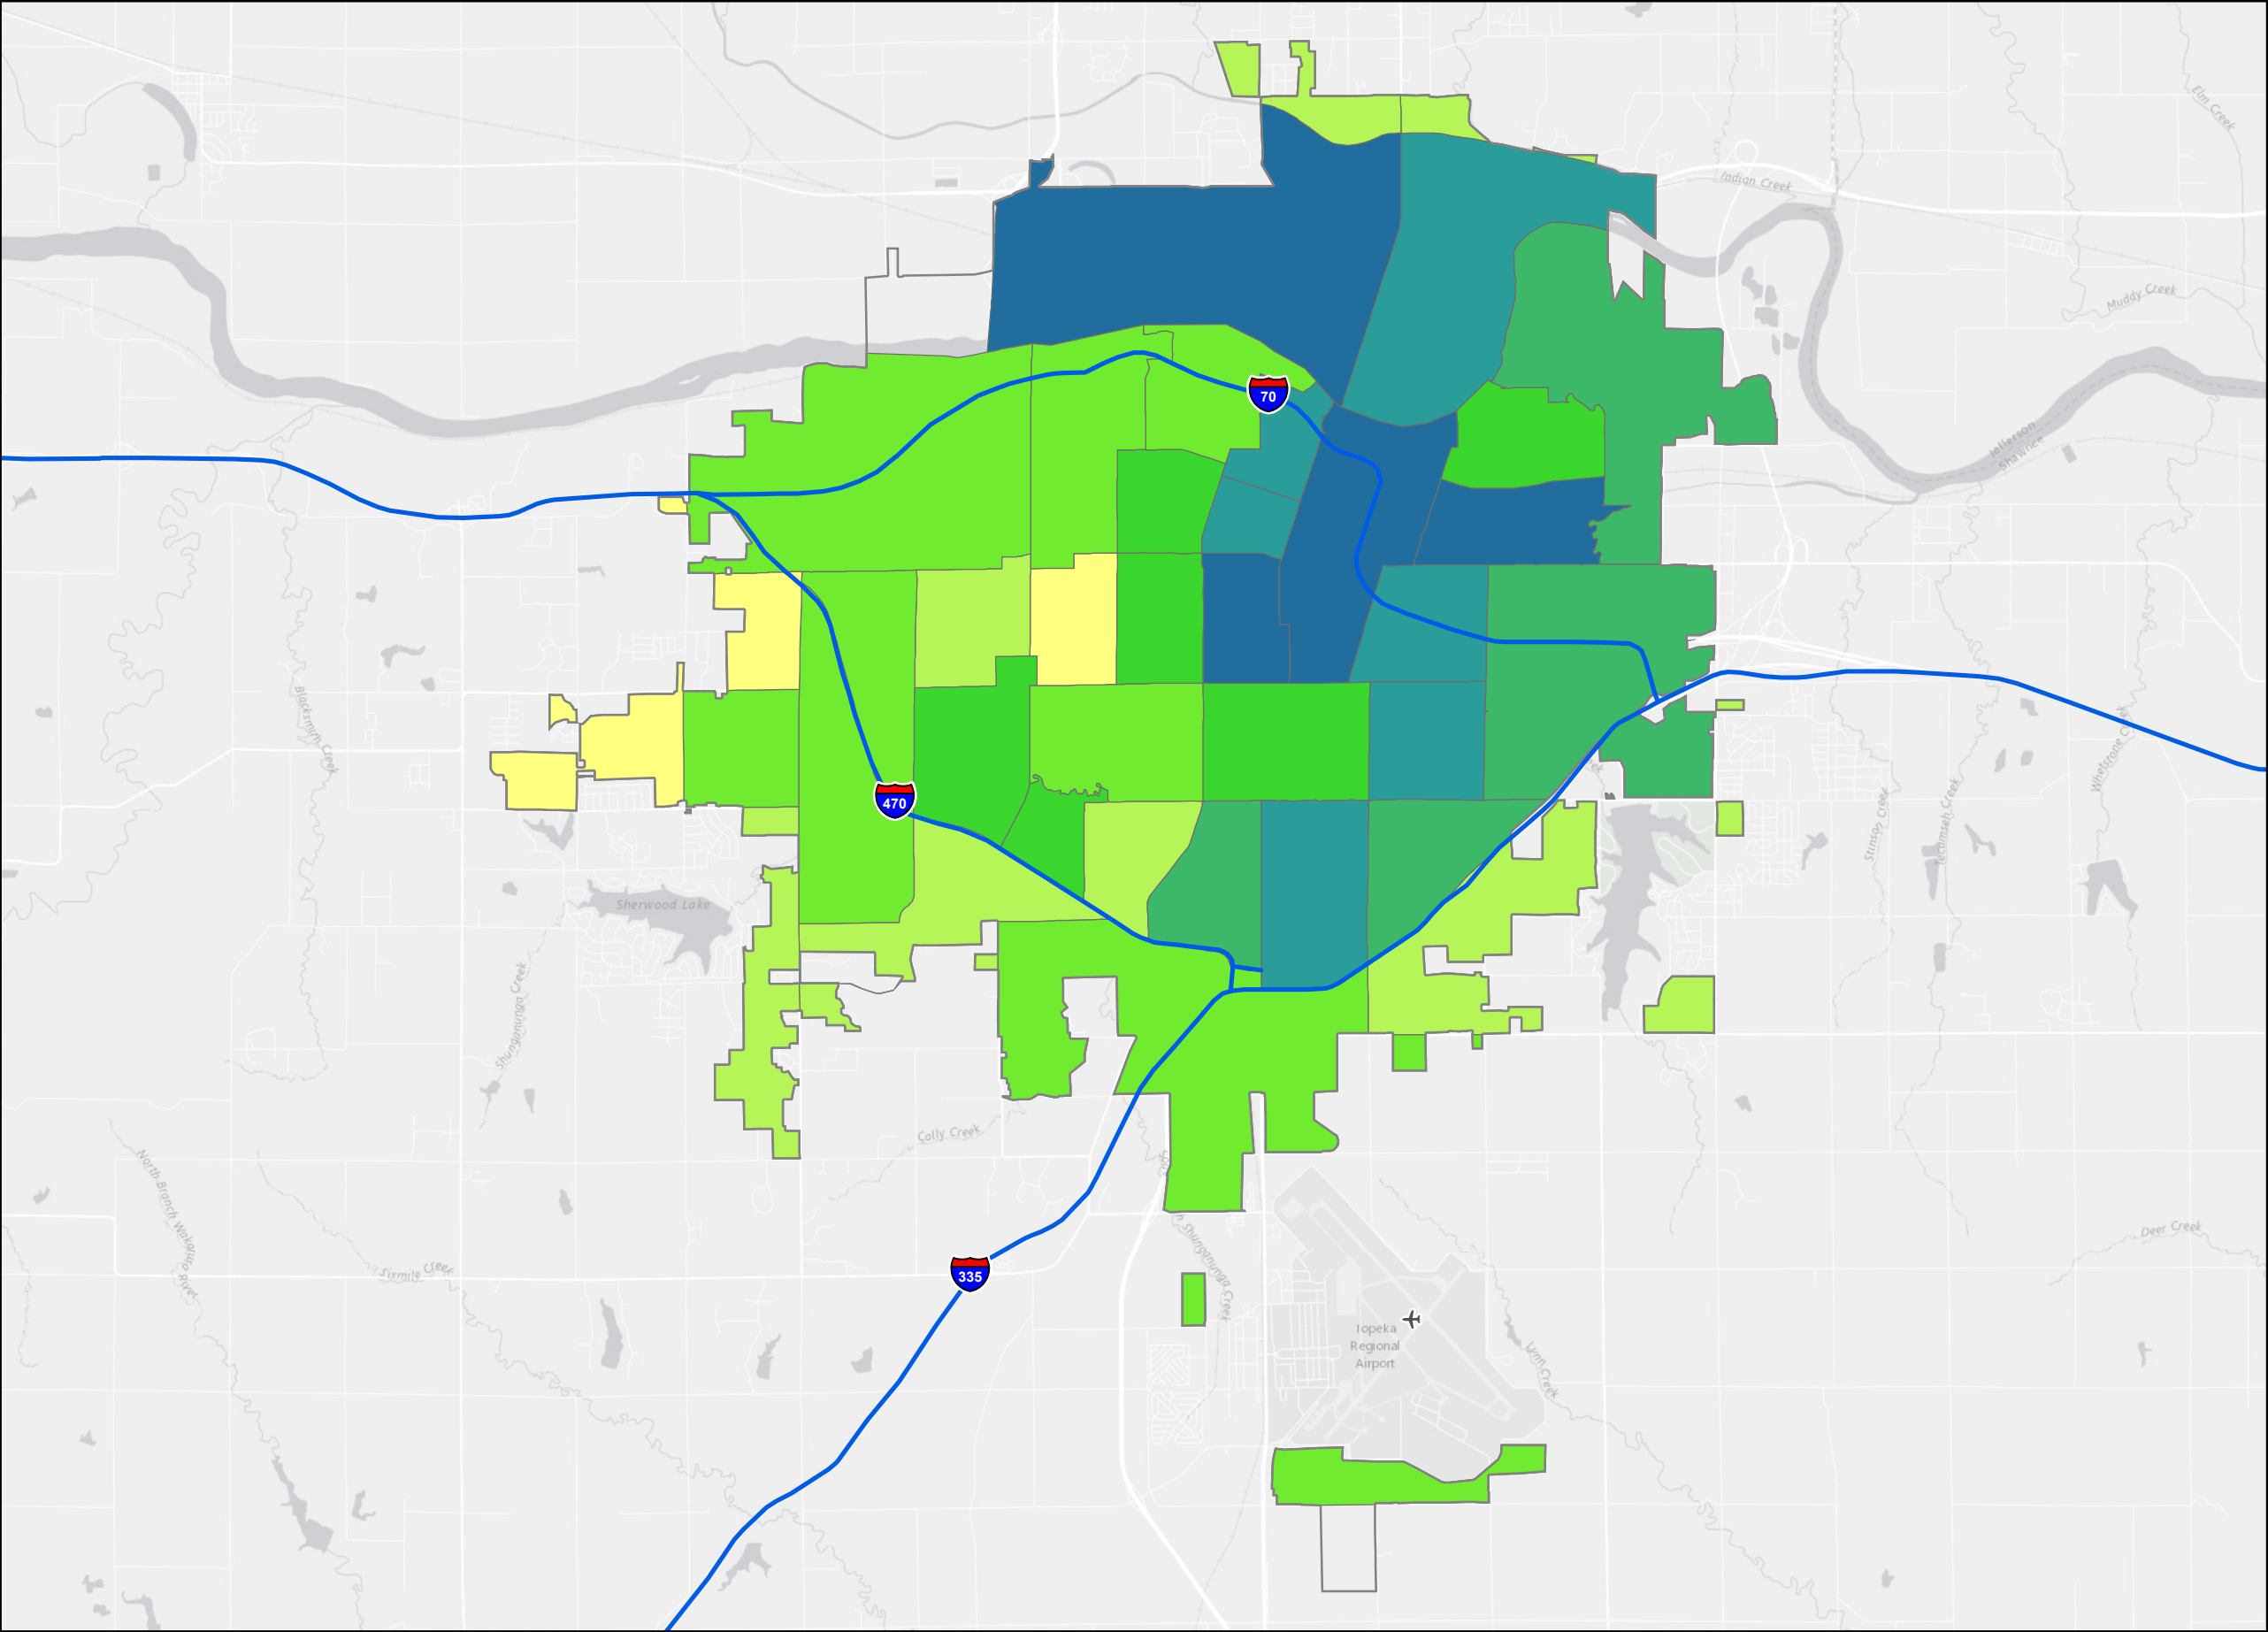 Elm Creek
Indian Creek
Muddy Creek
70
Jefferson
Shawnee
Blacksmith Creek
Whetstone Creek
470
Stinson Creek
Tecumseh Creek
Sherwood Lake
Shunganunga Creek
Colly Creek
North Branch Wakarusa River
Sixmile Creek
h Shunganunga Creek
Deer Creek
335
Topeka
Regional
Airport
Lynn Creek